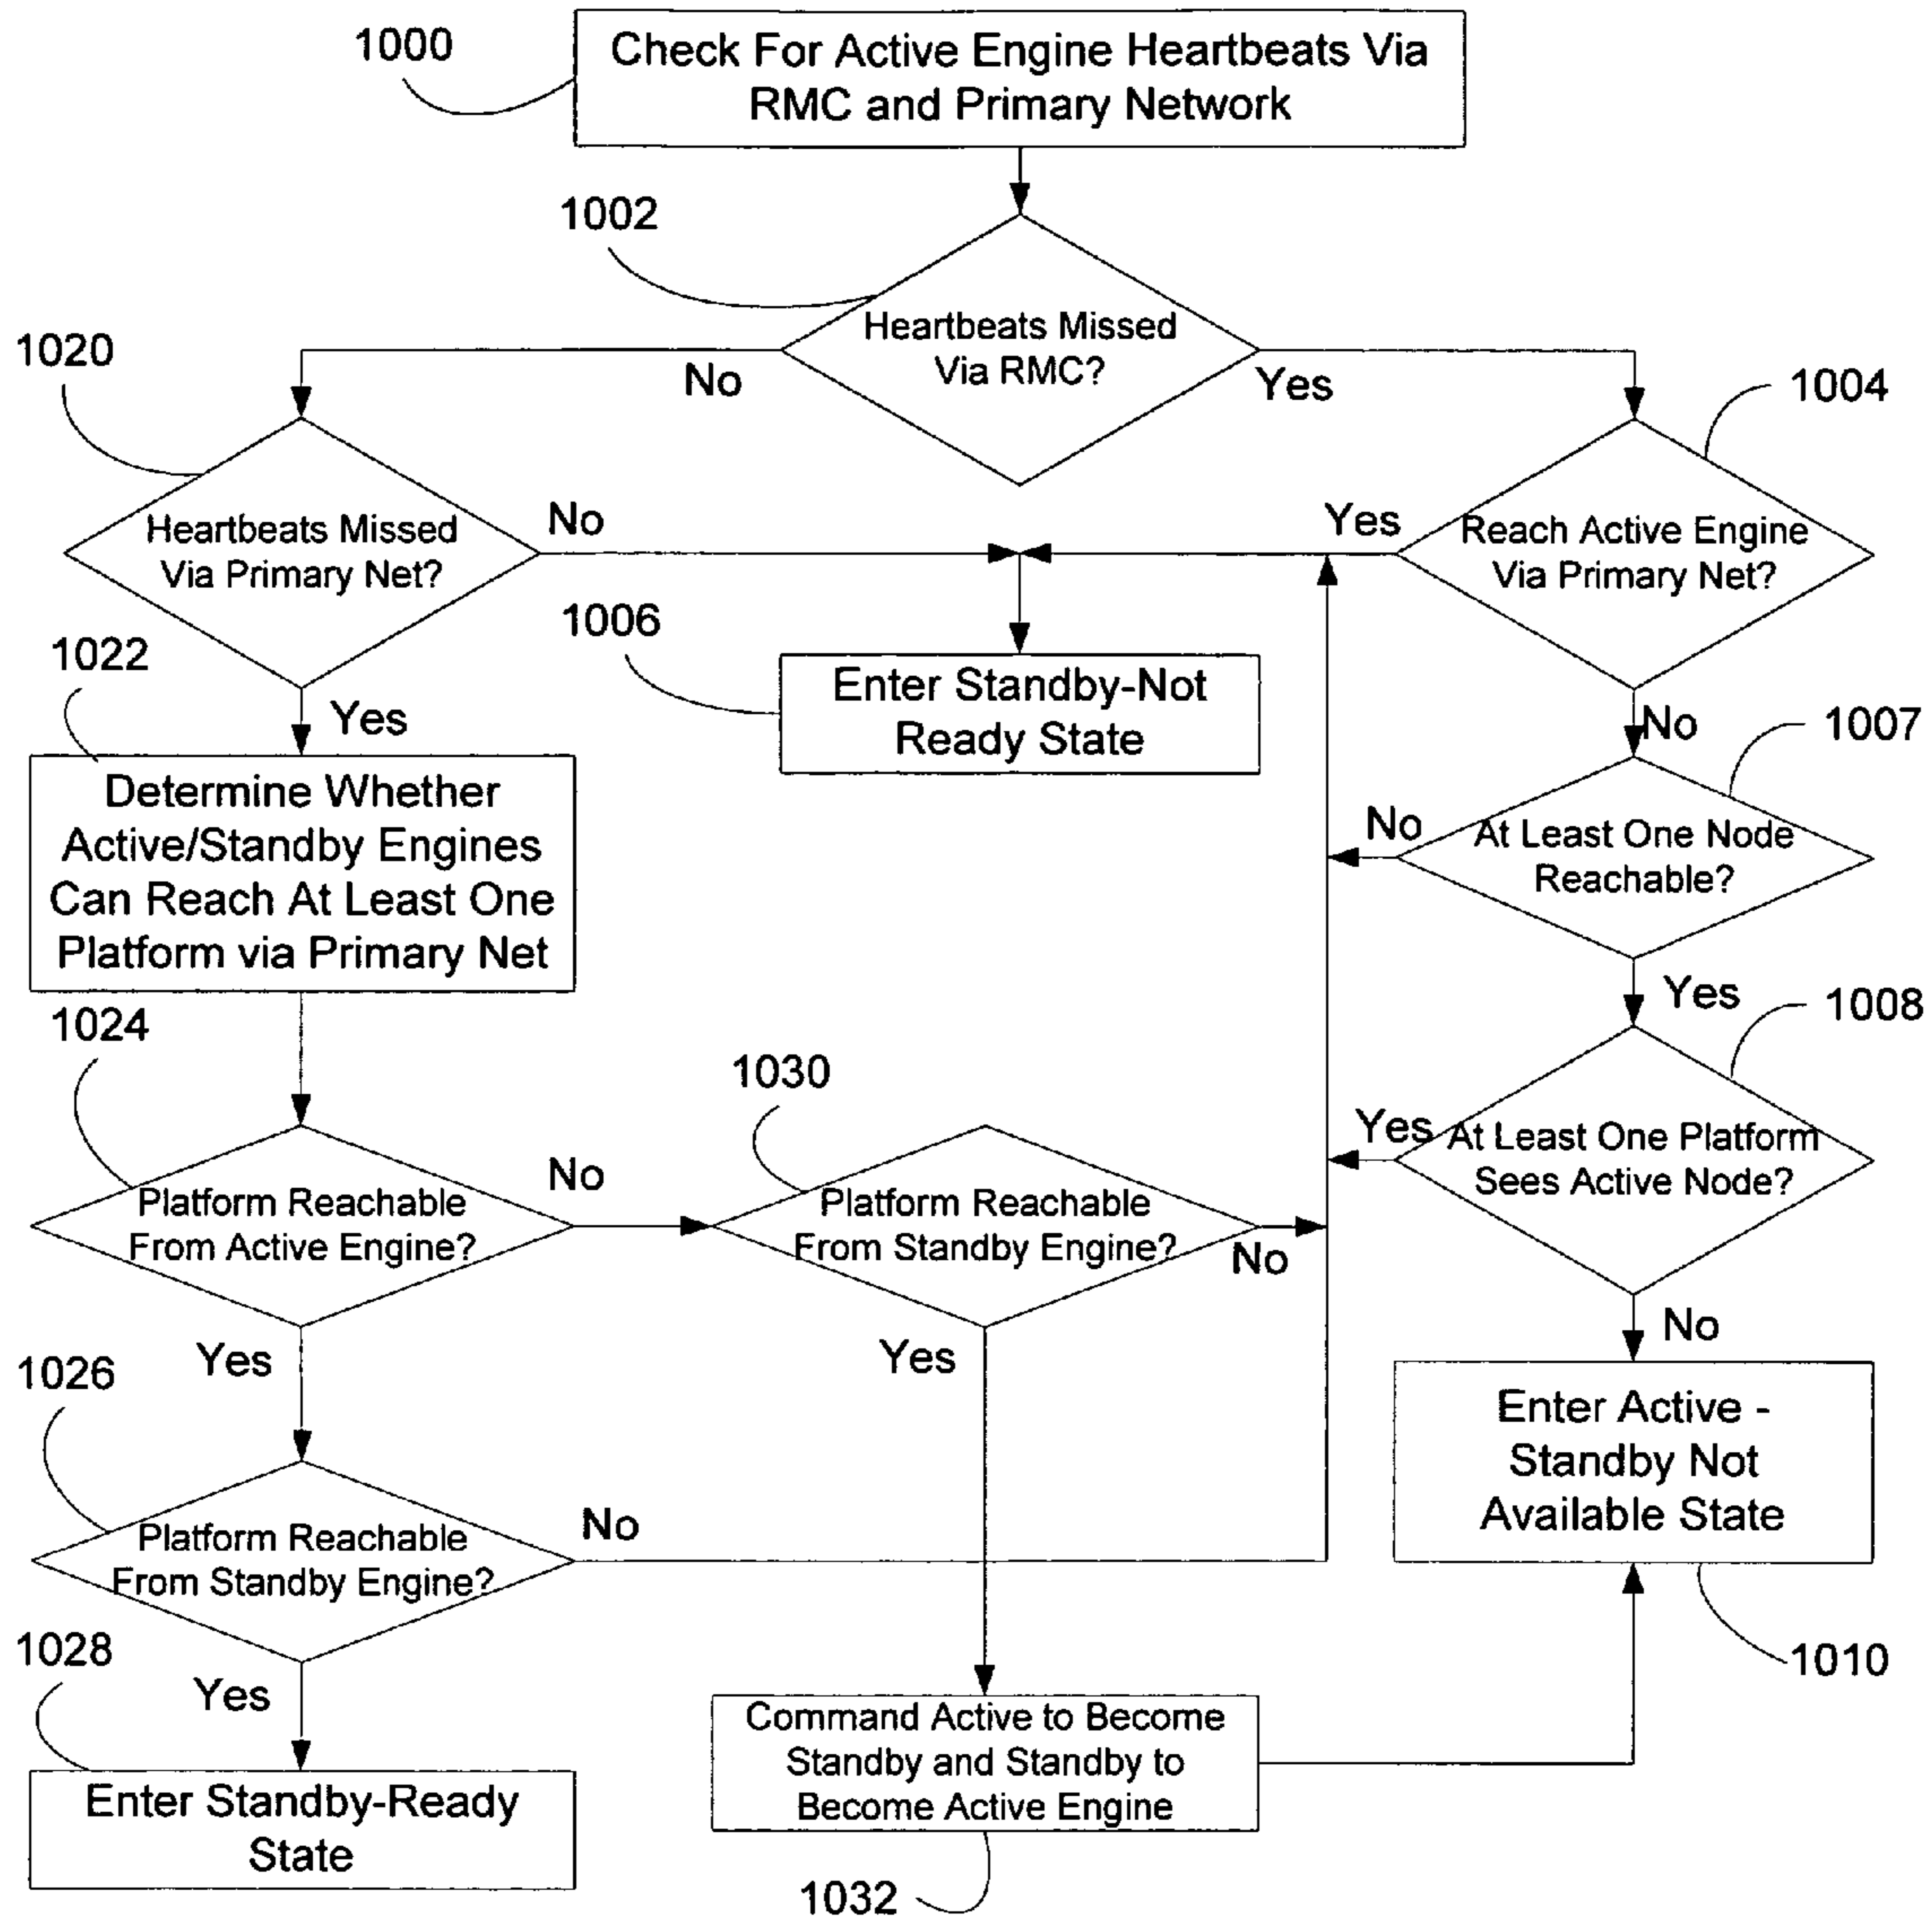 1000
Check For Active Engine Heartbeats Via
RMC and Primary Network
1002
Heartbeats Missed
Via RMC?
No
Yes
1020
Heartbeats Missed
Via Primary Net?
No
Yes
1004
Reach Active Engine
Via Primary Net?
Yes
No
1006
Enter Standby-Not
Ready State
1022
Determine Whether
Active/Standby Engines
Can Reach At Least One
Platform via Primary Net
1007
At Least One Node
Reachable?
No
Yes
1008
At Least One Platform
Sees Active Node?
Yes
No
1024
Platform Reachable
From Active Engine?
No
Yes
1030
Platform Reachable
From Standby Engine?
No
Yes
1026
Platform Reachable
From Standby Engine?
No
Yes
Enter Active -
Standby Not
Available State
1010
1028
Enter Standby-Ready
State
Command Active to Become
Standby and Standby to
Become Active Engine
1032